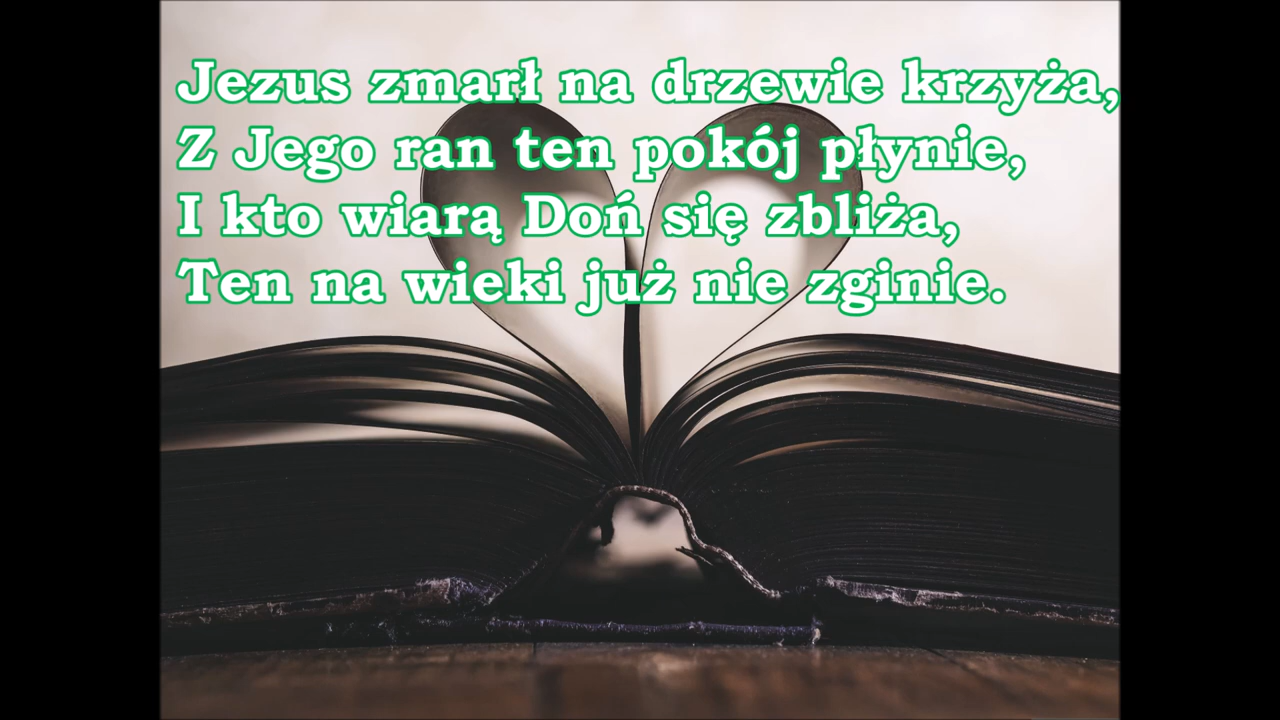 Jezus zmarł na drzewie krzyża,
Z Jego ran ten pokój płynie,
I kto wiarą Doń się zbliża,
Ten na wieki już nie zginie.